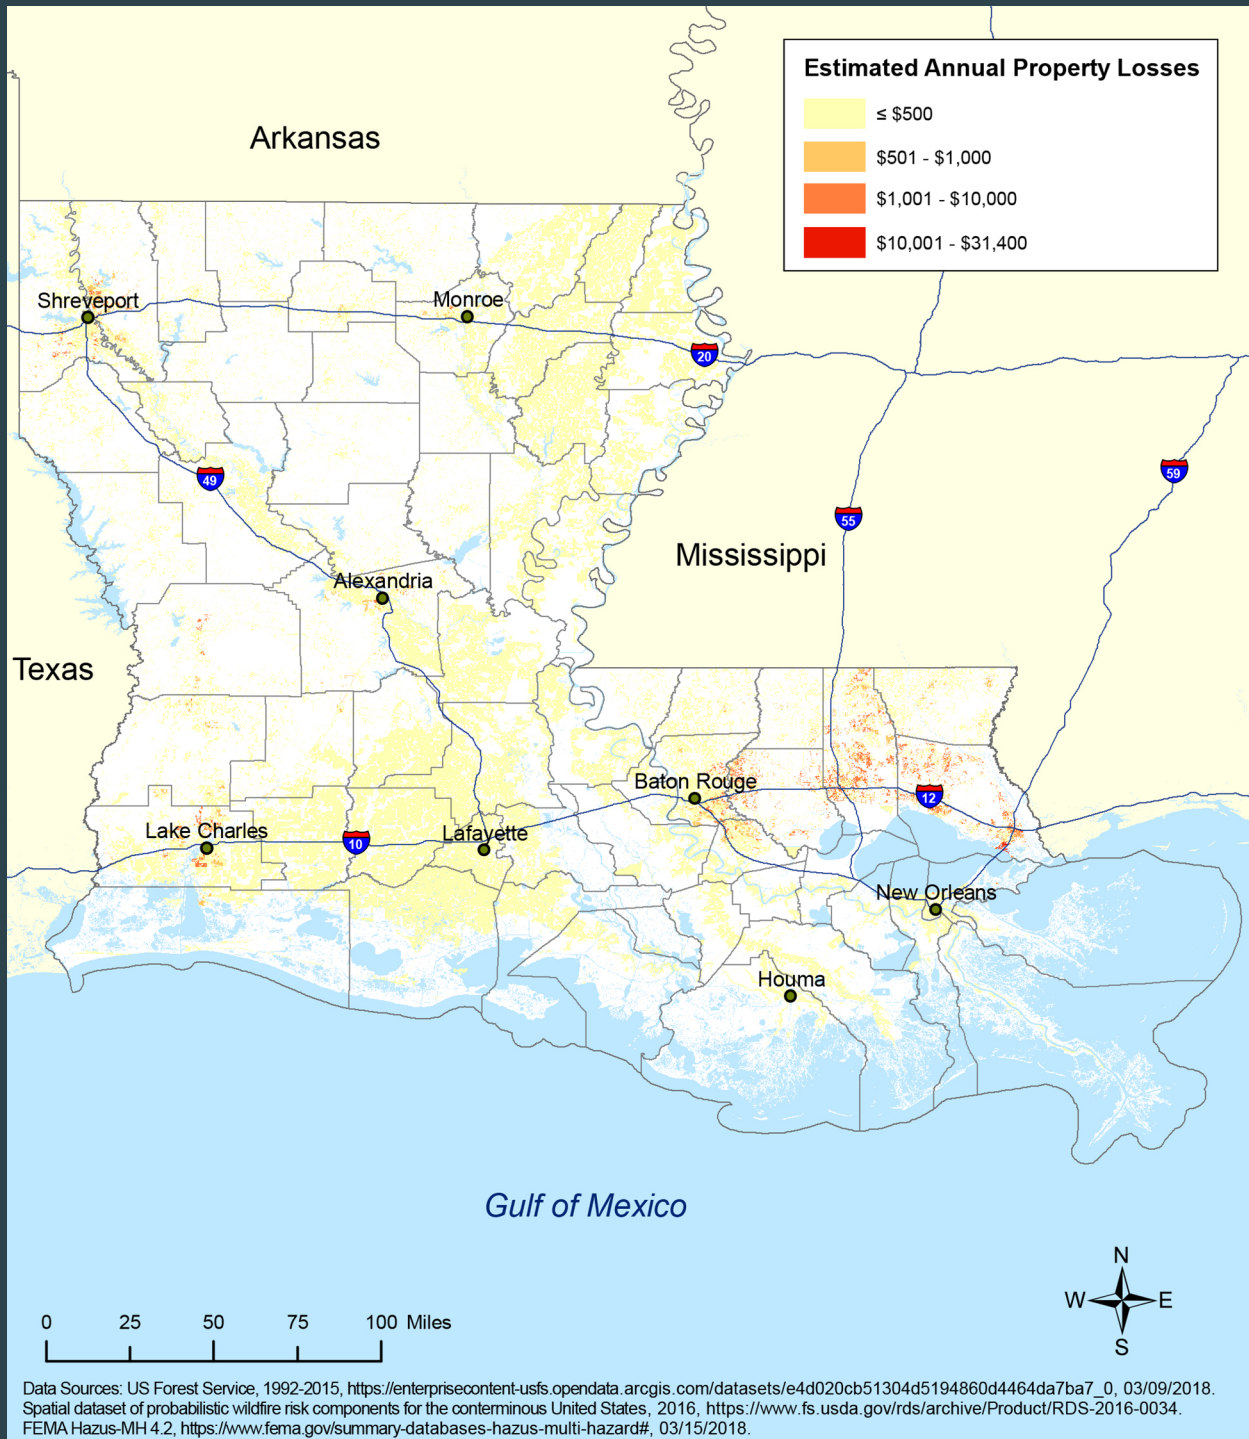 Estimated Annual Property Losses
≤ $500
$501 - $1,000
$1,001 - $10,000
$10,001 - $31,400
Arkansas
Shreveport
Monroe
20
49
59
55
Mississippi
Alexandria
Texas
Baton Rouge
12
Lake Charles
10
Lafayette
New Orleans
Houma
Gulf of Mexico
N
W
E
S
0 25 50 75 100 Miles
Data Sources: US Forest Service, 1992-2015, https://enterprisecontent-usfs.opendata.arcgis.com/datasets/e4d020cb51304d5194860d4464da7ba7_0, 03/09/2018.
Spatial dataset of probabilistic wildfire risk components for the conterminous United States, 2016, https://www.fs.usda.gov/rds/archive/Product/RDS-2016-0034.
FEMA Hazus-MH 4.2, https://www.fema.gov/summary-databases-hazus-multi-hazard#, 03/15/2018.